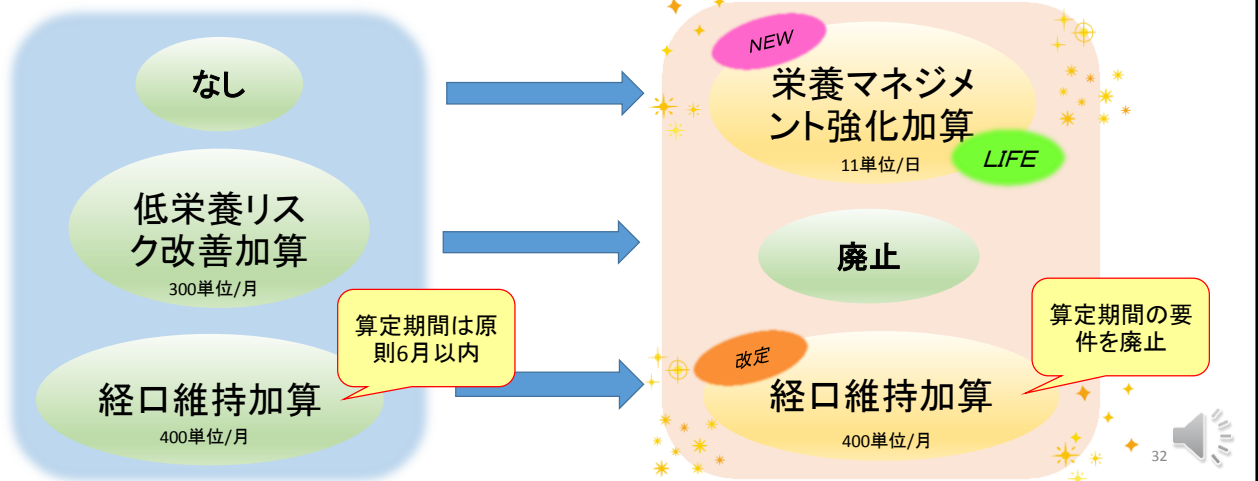 なし
低栄養リス
ク改善加算
300単位/月
算定期間は原
則6月以内
経口維持加算
400単位/月
NEW
栄養マネジメ
ント強化加算
11単位/日
LIFE
廃止
算定期間の要
件を廃止
改定
経口維持加算
400単位/月
32